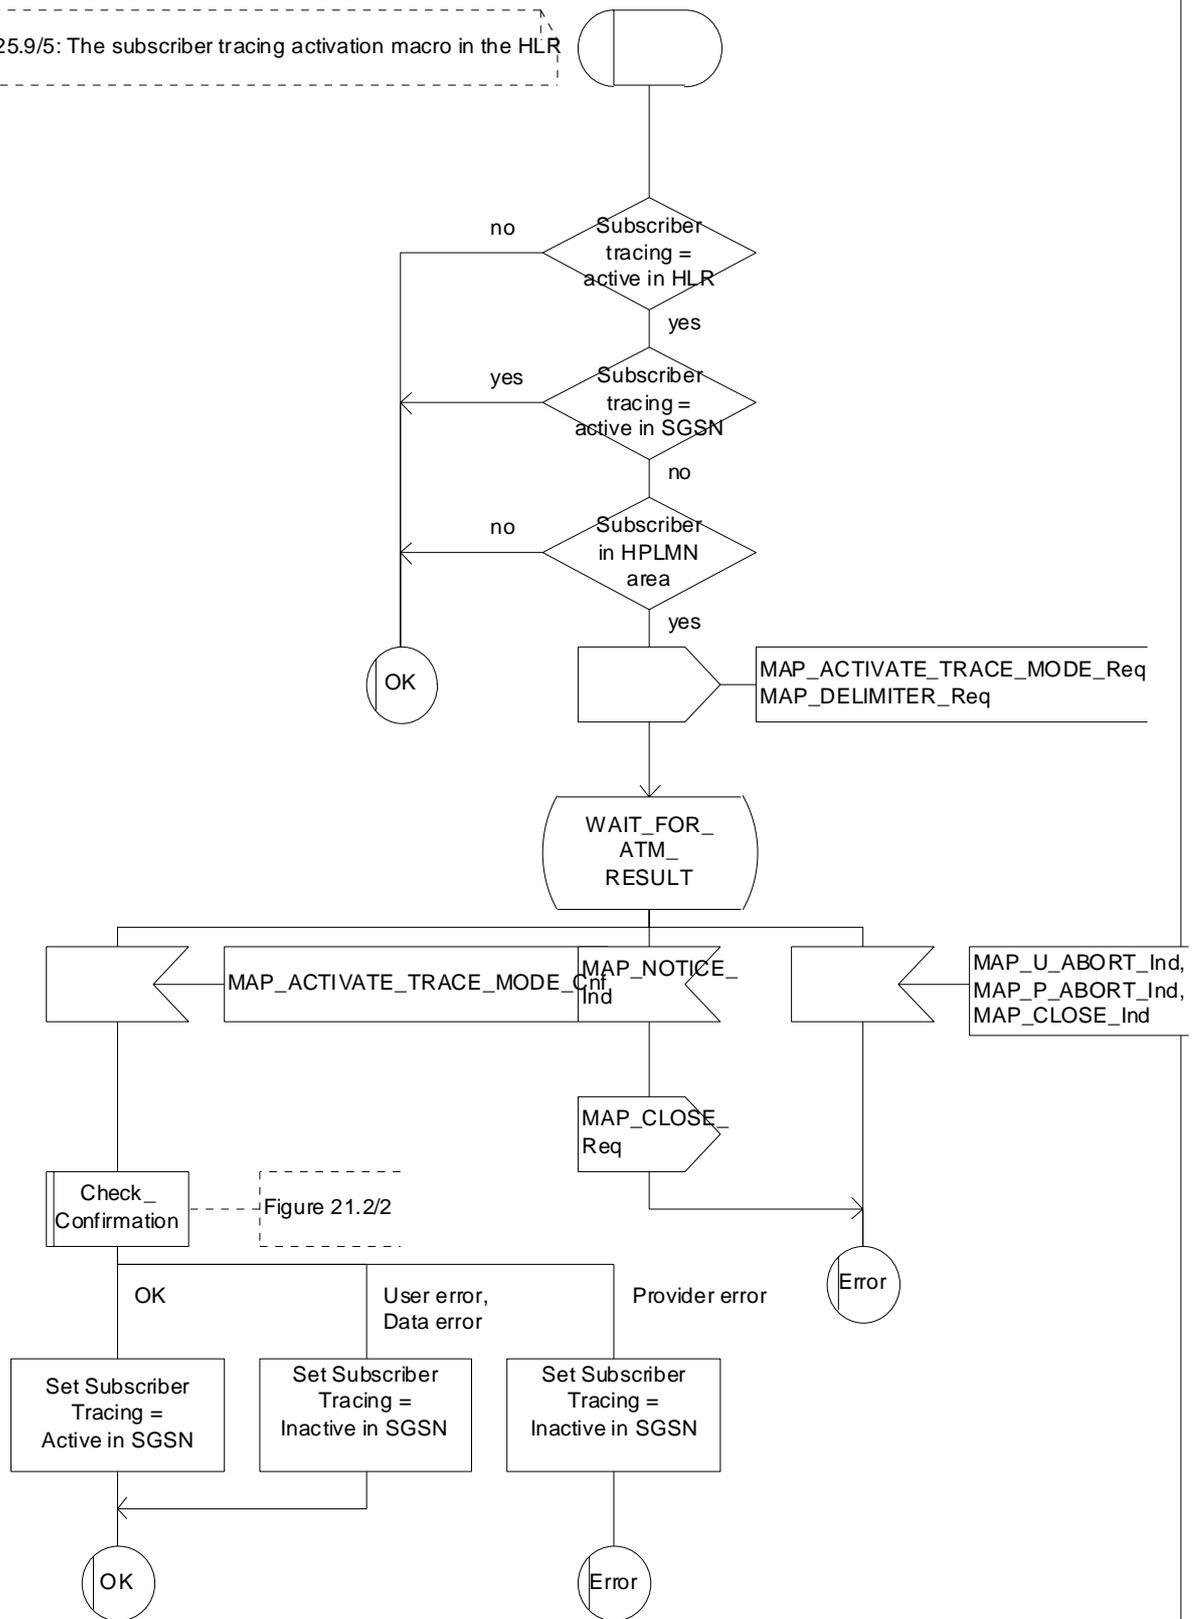 25.9/5: The subscriber tracing activation macro in the HLR
no
Subscriber
tracing =
active in HLR
yes
yes
Subscriber
tracing =
active in SGSN
no
no
Subscriber
in HPLMN
area
yes
OK
MAP_ACTIVATE_TRACE_MODE_Req
MAP_DELIMITER_Req
WAIT_FOR_
ATM_
RESULT
MAP_ACTIVATE_TRACE_MODE_Cnf
MAP_NOTICE_
Ind
MAP_U_ABORT_Ind,
MAP_P_ABORT_Ind,
MAP_CLOSE_Ind
MAP_CLOSE_
Req
Check_
Confirmation
Figure 21.2/2
Error
OK
User error,
Data error
Provider error
Set Subscriber
Tracing =
Active in SGSN
Set Subscriber
Tracing =
Inactive in SGSN
Set Subscriber
Tracing =
Inactive in SGSN
OK
Error